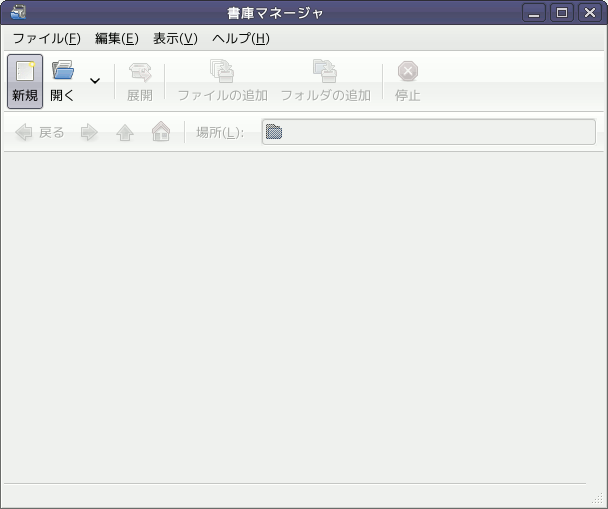 書庫マネージャ
ファイル(F) 編集(E) 表示(V) ヘルプ(H)
新規 開く 展開 ファイルの追加 フォルダの追加 停止
戻る 場所(L):